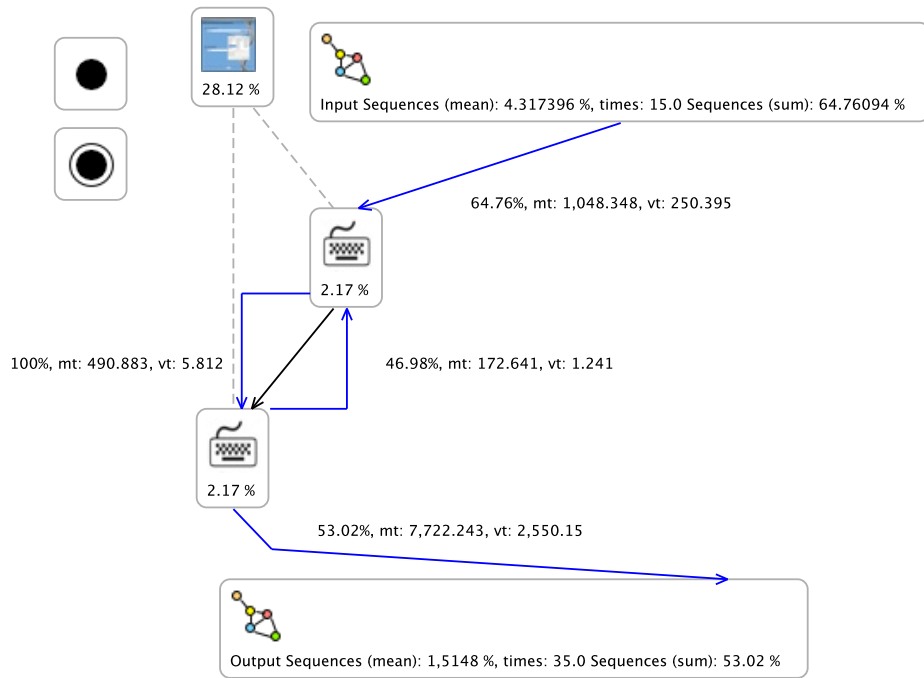 28.12 %
Input Sequences (mean): 4.317396 %, times: 15.0 Sequences (sum): 64.76094 %
64.76%, mt: 1,048.348, vt: 250.395
2.17 %
100%, mt: 490.883, vt: 5.812
46.98%, mt: 172.641, vt: 1.241
2.17 %
53.02%, mt: 7,722.243, vt: 2,550.15
Output Sequences (mean): 1,5148 %, times: 35.0 Sequences (sum): 53.02 %